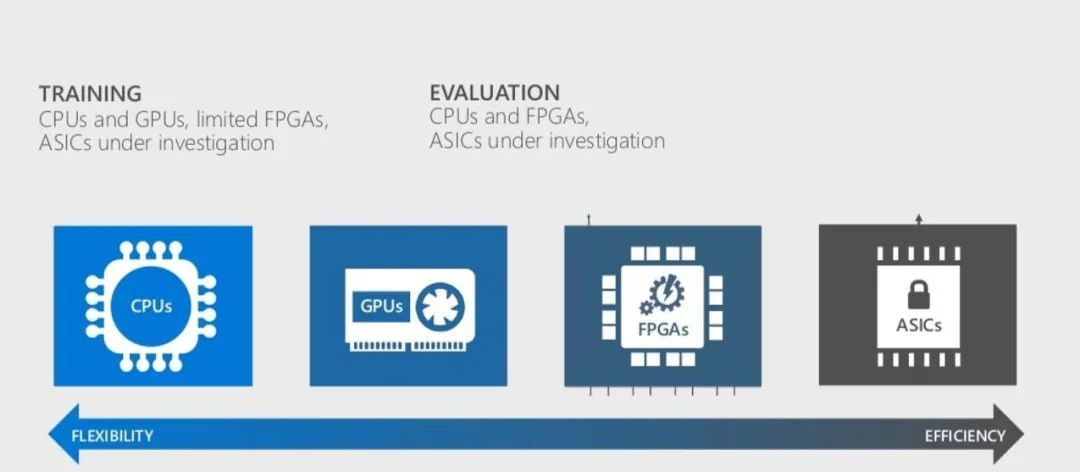 TRAINING
CPUs and GPUs, limited FPGAs,
ASICs under investigation
EVALUATION
CPUs and FPGAs,
ASICs under investigation
CPUs
GPUs
FPGAs
ASICs
FLEXIBILITY
EFFICIENCY